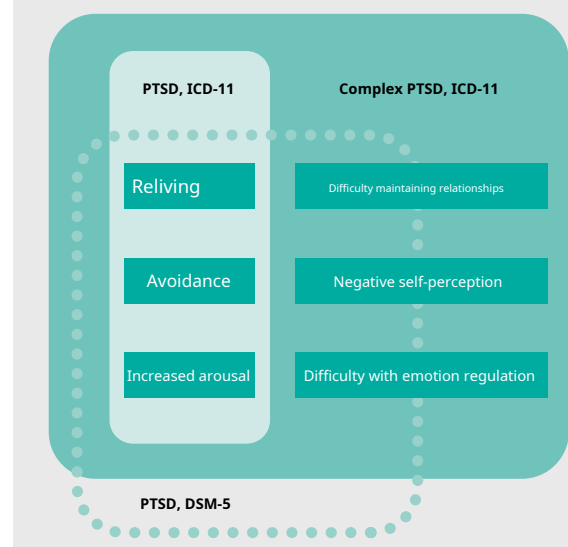 PTSD, ICD-11
Complex PTSD, ICD-11
Reliving
Difficulty maintaining relationships
Avoidance
Negative self-perception
Increased arousal
Difficulty with emotion regulation
PTSD, DSM-5